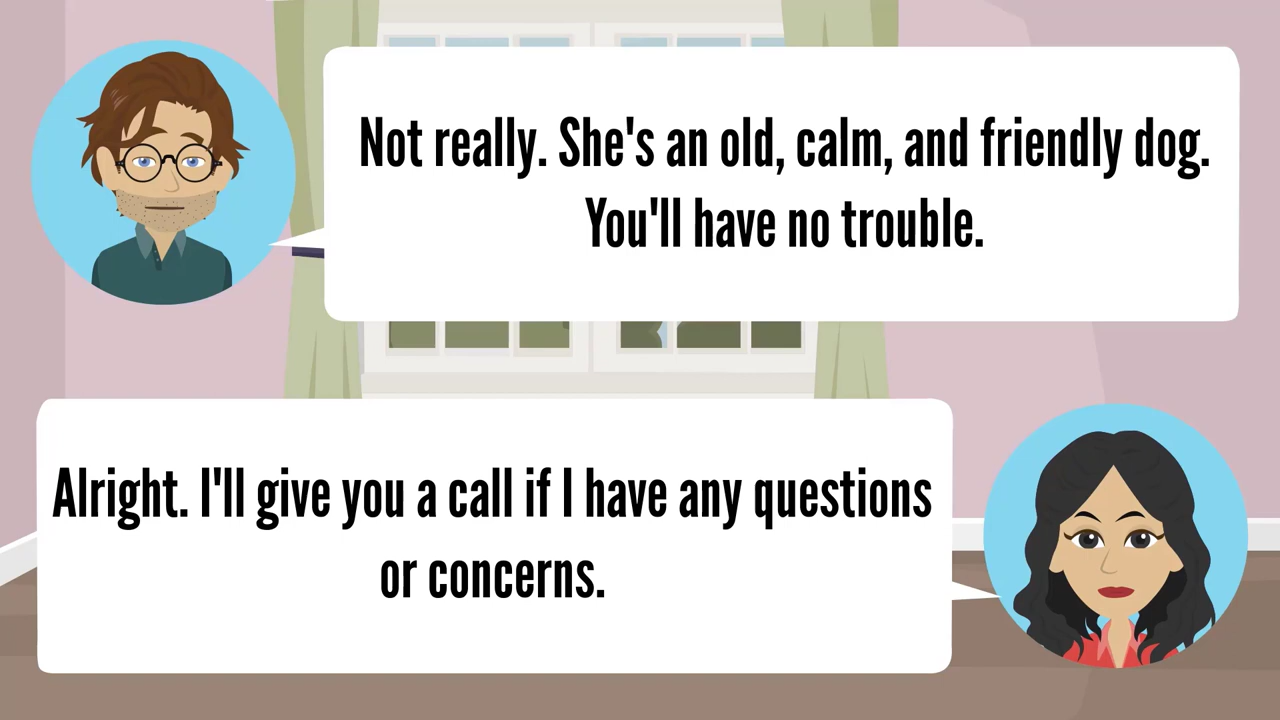 Not really. She's an old, calm, and friendly dog.
You'll have no trouble.
Alright. I'll give you a call if I have any questions
or concerns.